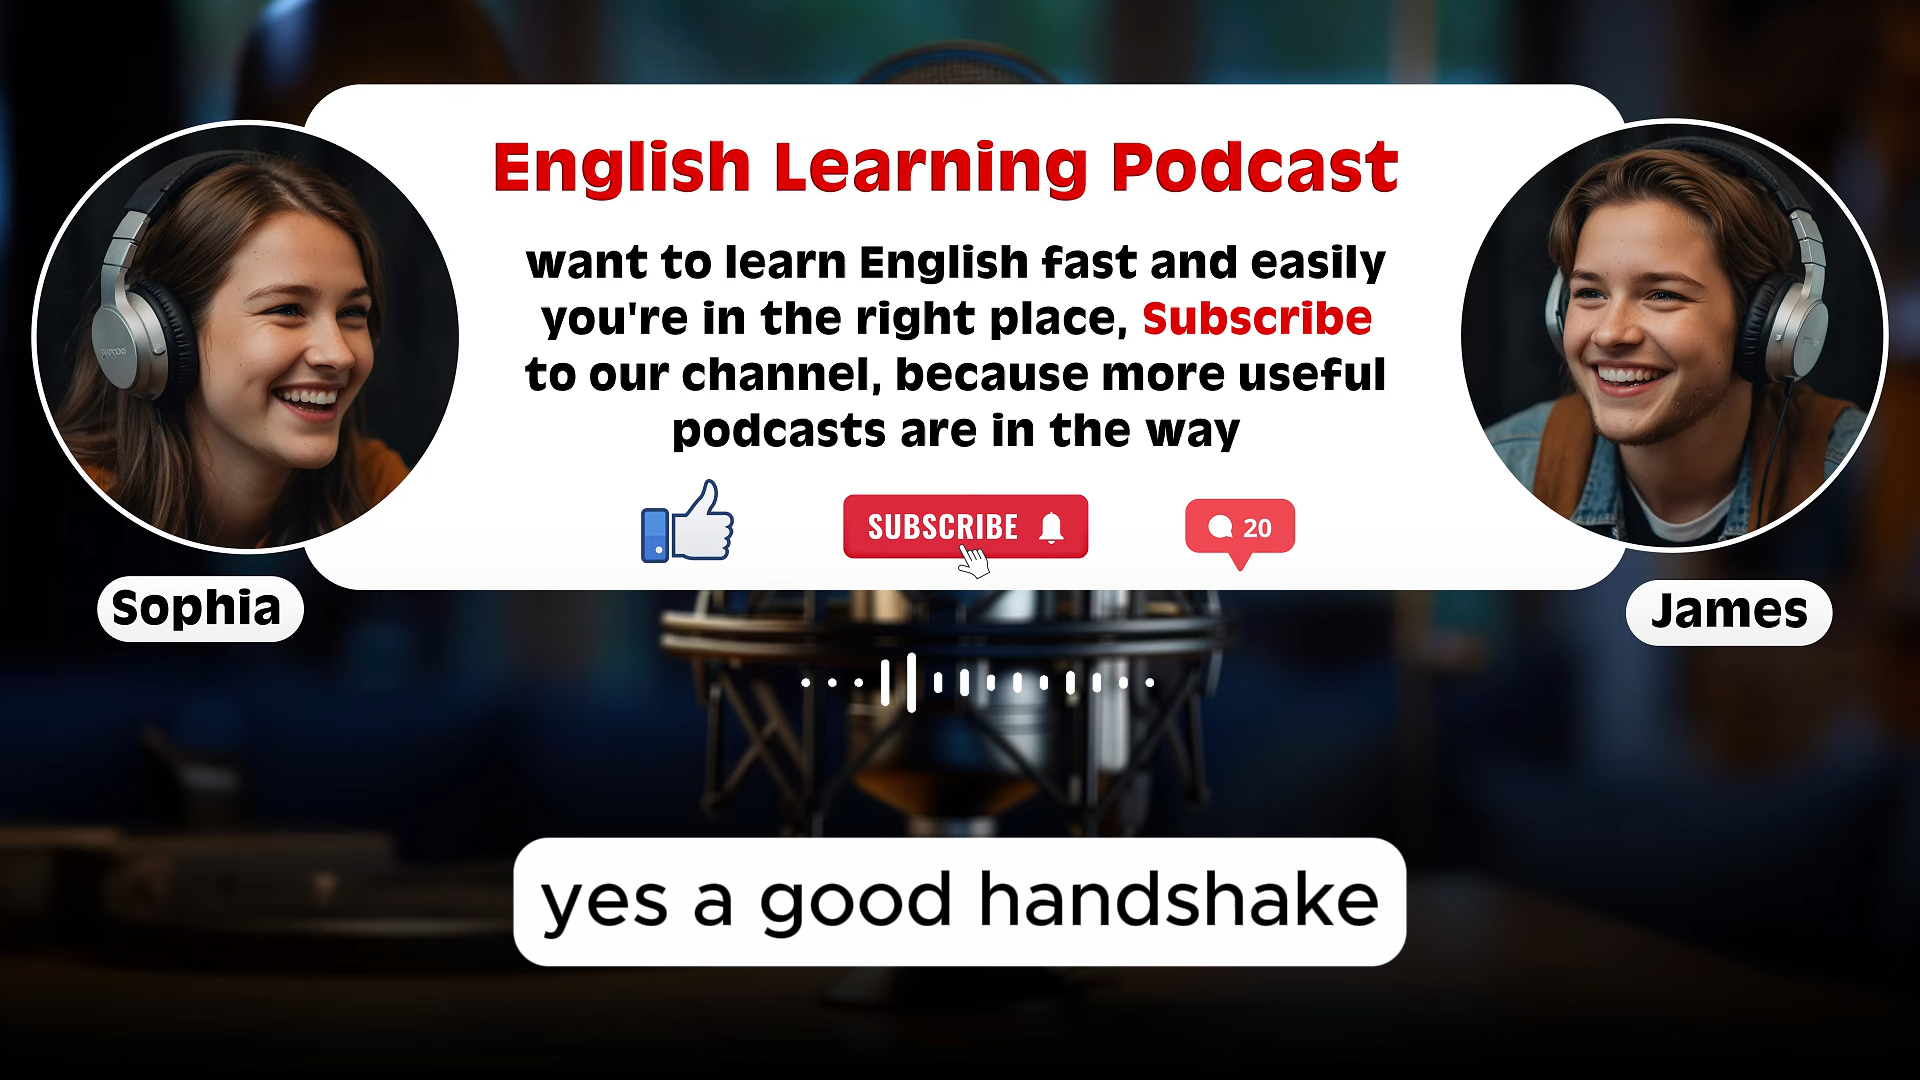 English Learning Podcast
want to learn English fast and easily
you're in the right place, Subscribe
to our channel, because more useful
podcasts are in the way
SUBSCRIBE
20
Sophia
James
yes a good handshake